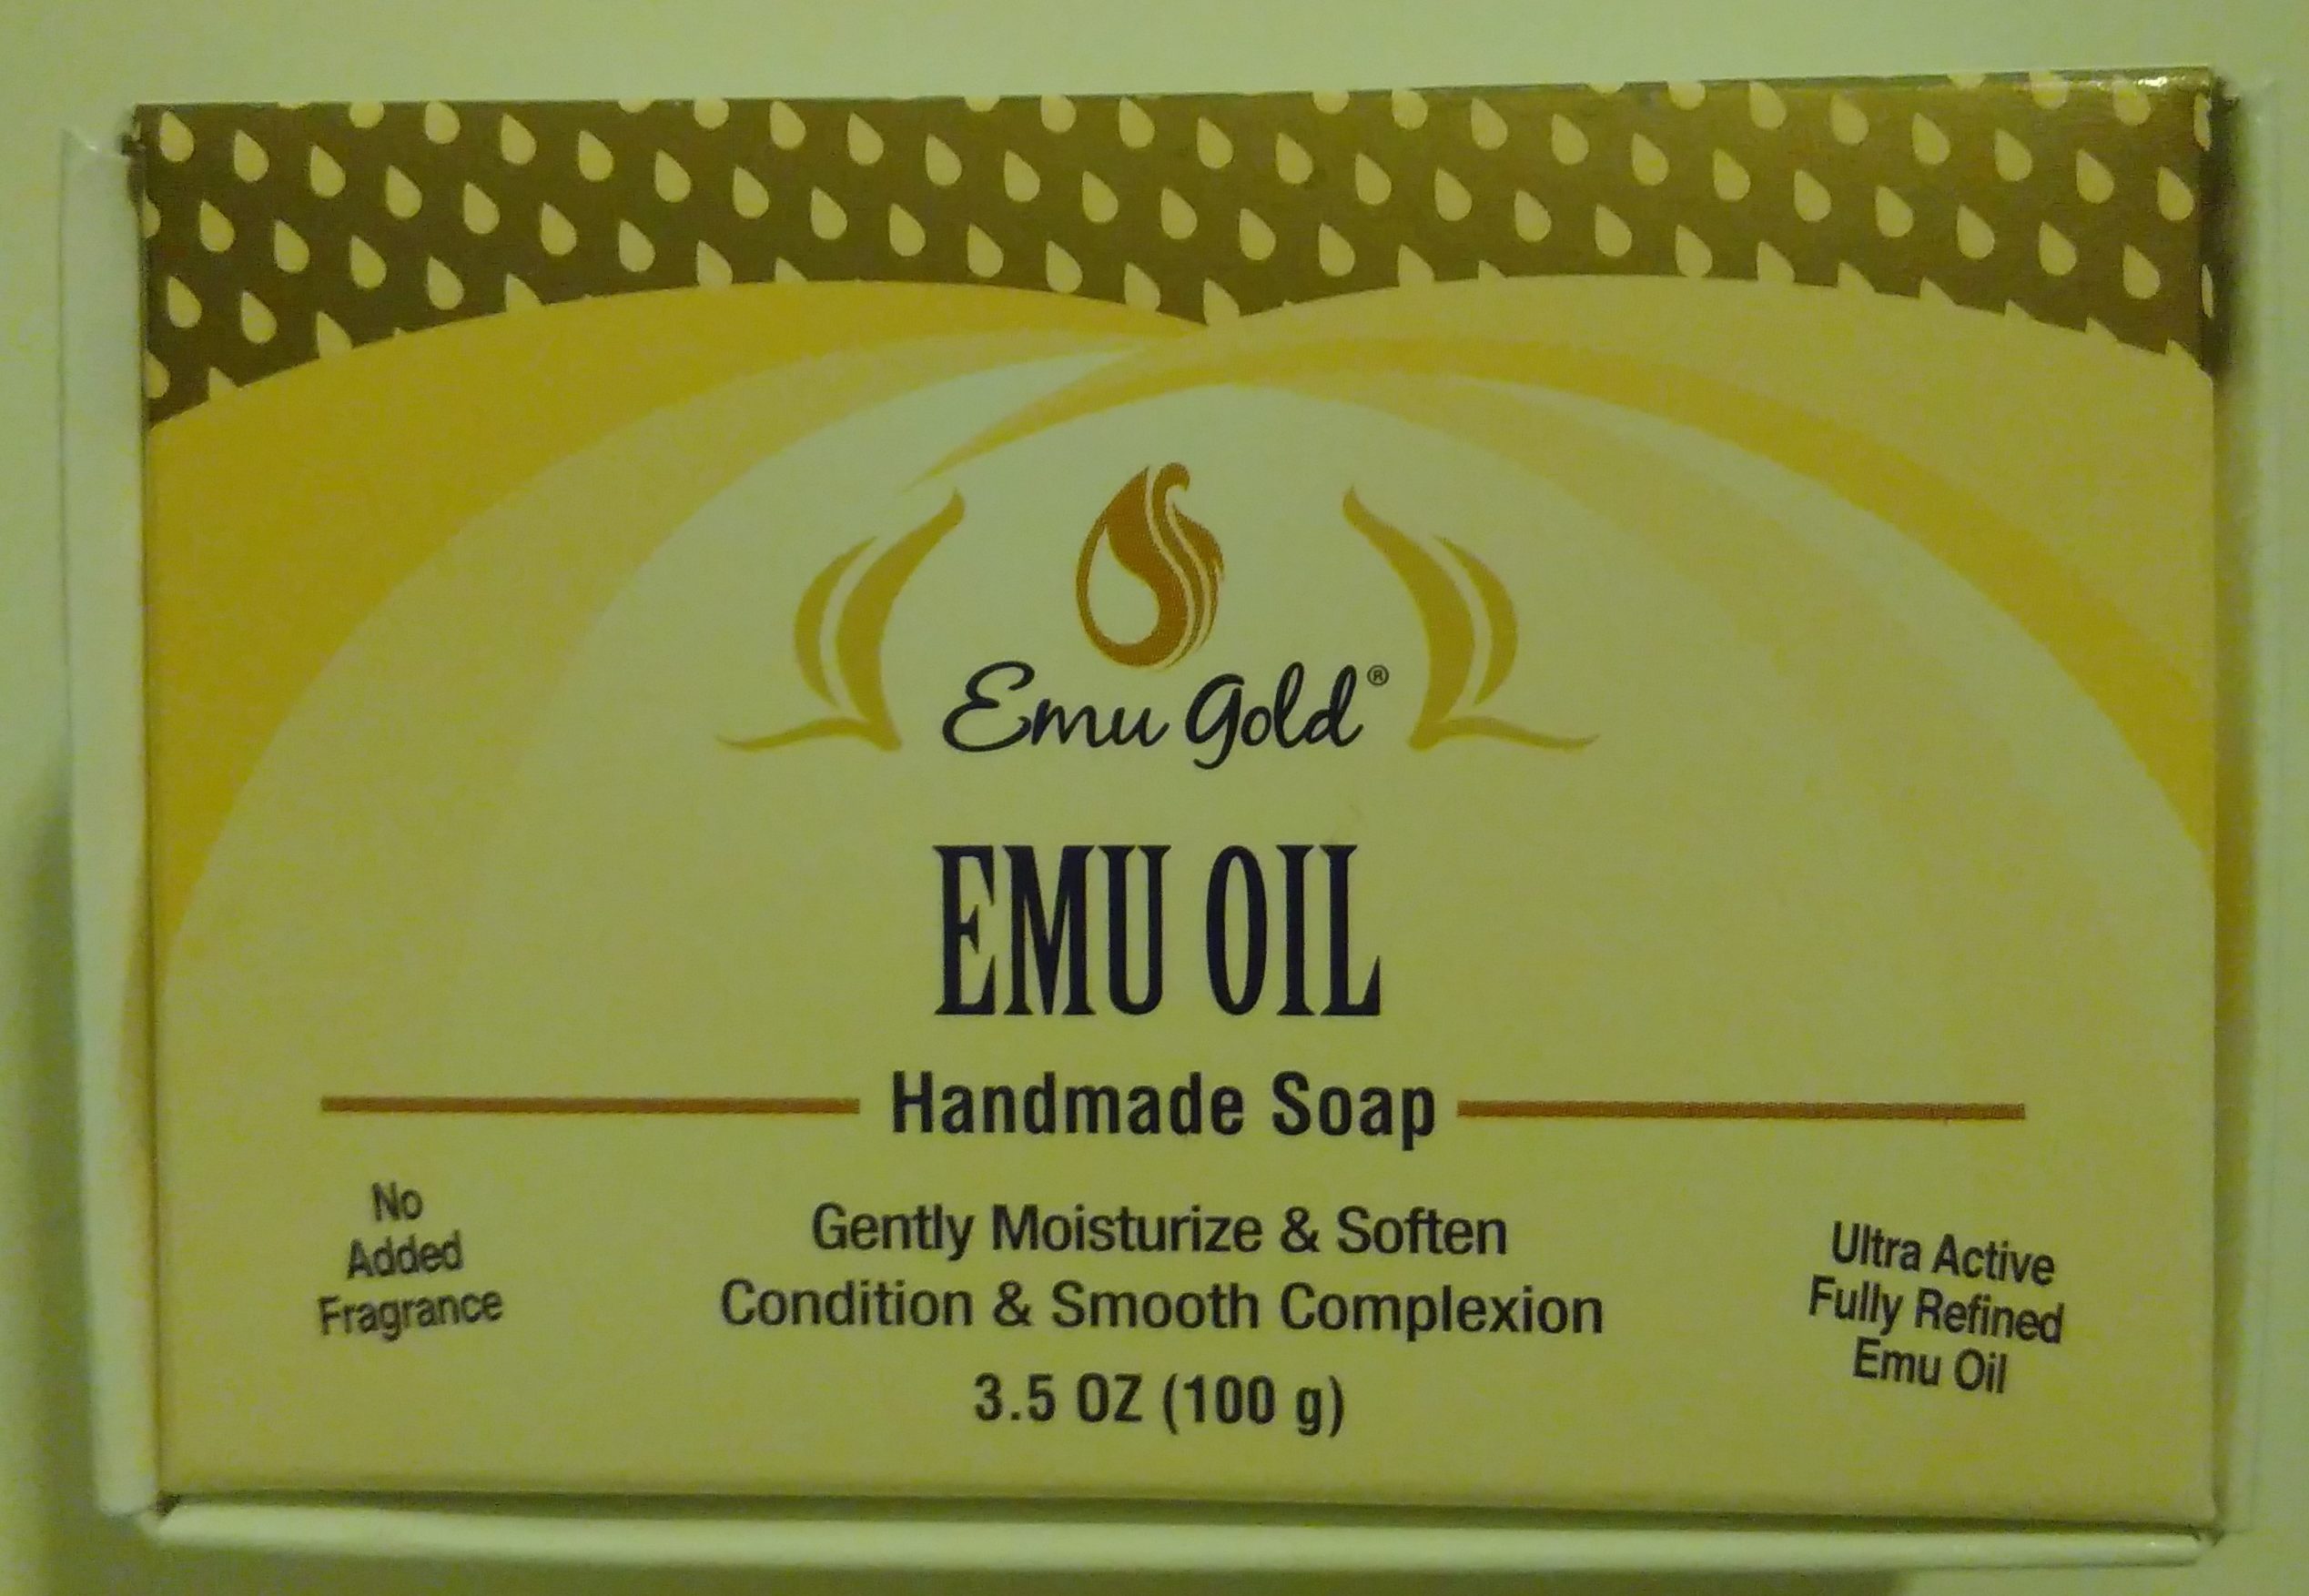 Emu Gold®
EMU OIL
Handmade Soap
No
Added
Fragrance
Gently Moisturize & Soften
Condition & Smooth Complexion
3.5 OZ (100 g)
Ultra Active
Fully Refined
Emu Oil